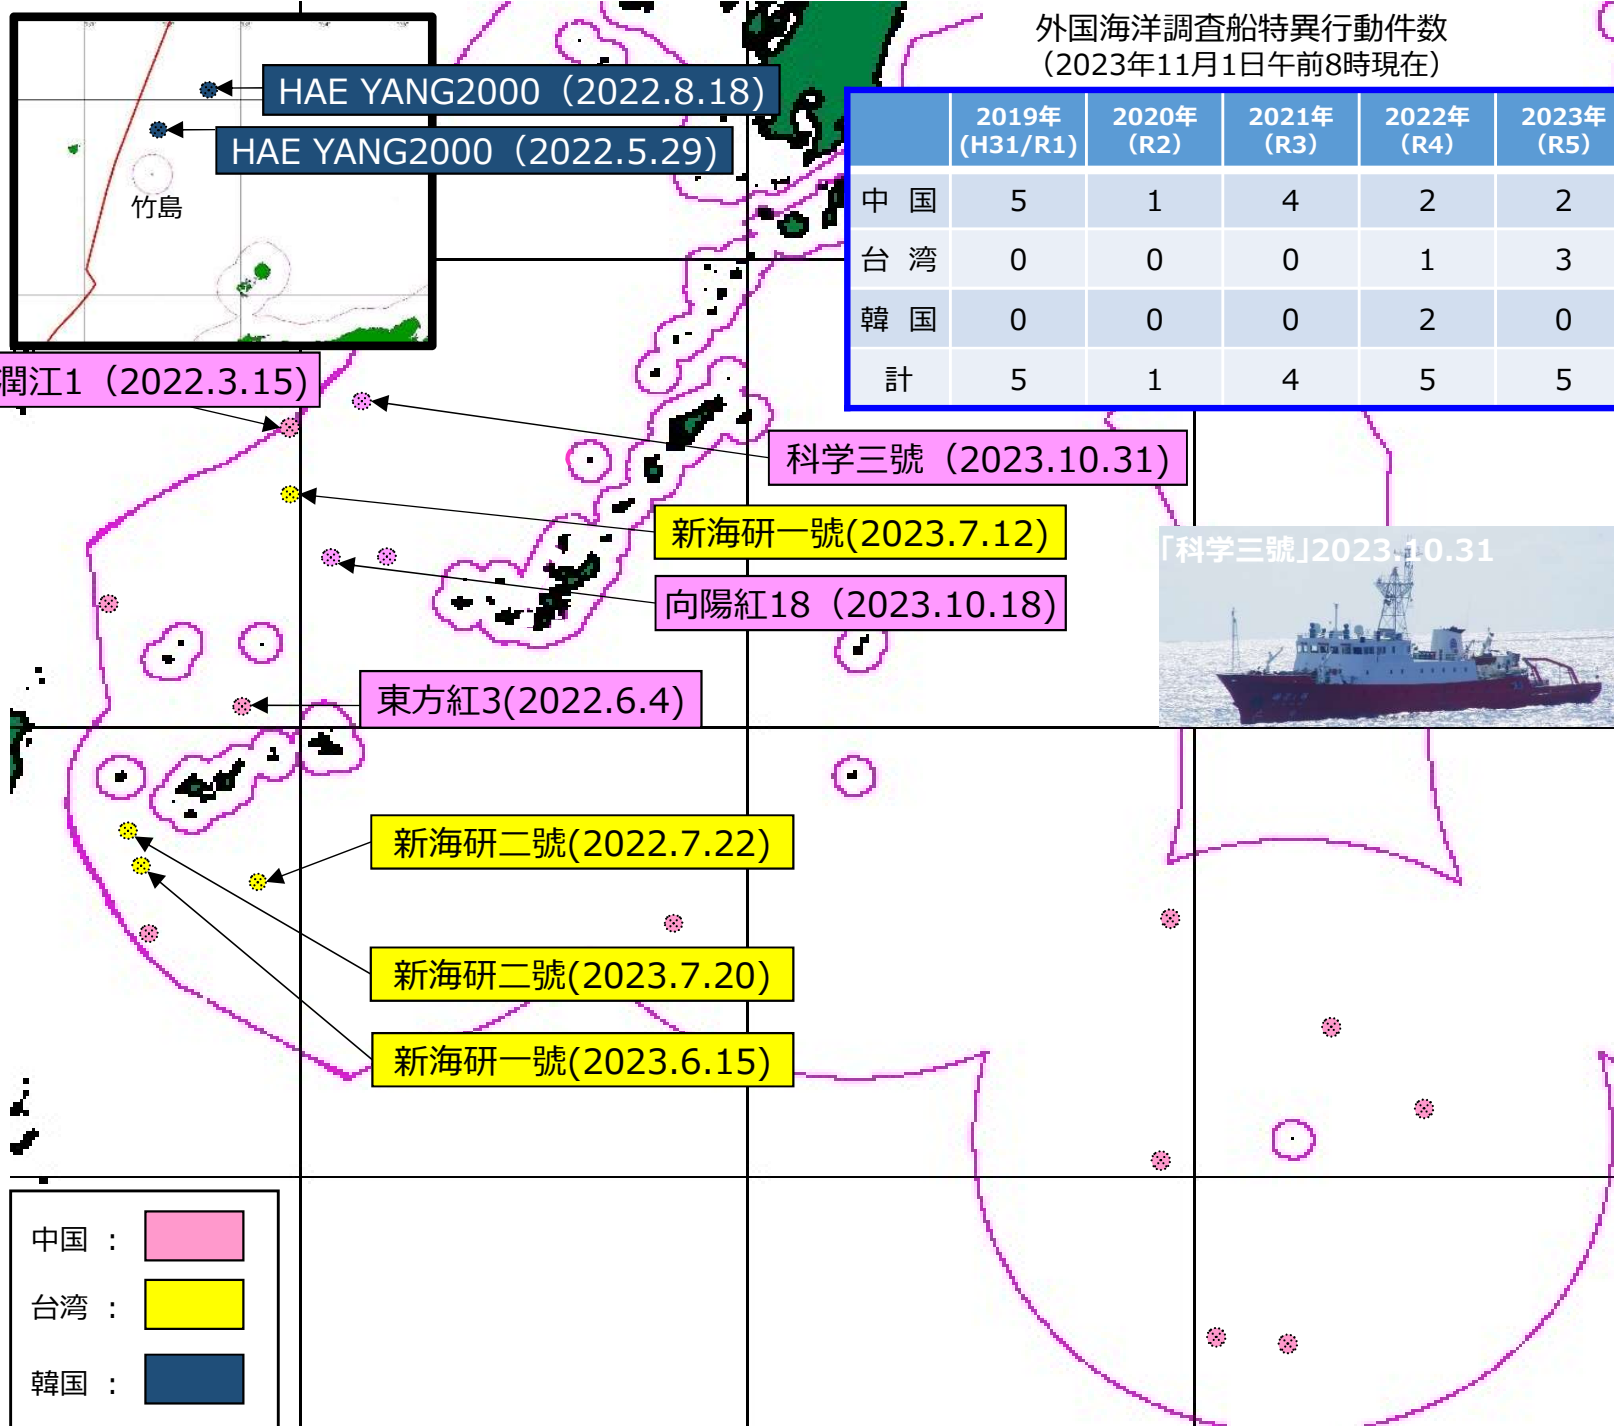 外国海洋調査船特異行動件数
（2023年11月1日午前8時現在）
2019年 2020年 2021年 2022年 2023年
(H31/R1) （R2） （R3） （R4） （R5）
中 国 5 1 4 2 2
台 湾 0 0 0 1 3
韓 国 0 0 0 2 0
計 5 1 4 5 5
HAE YANG2000（2022.8.18）
HAE YANG2000（2022.5.29）
竹島
潤江1（2022.3.15）
科学三號（2023.10.31）
新海研一號(2023.7.12)
「科学三號」2023.10.31
向陽紅18（2023.10.18）
東方紅3(2022.6.4)
新海研二號(2022.7.22)
新海研二號(2023.7.20)
新海研一號(2023.6.15)
中国 ：
台湾 ：
韓国 ：